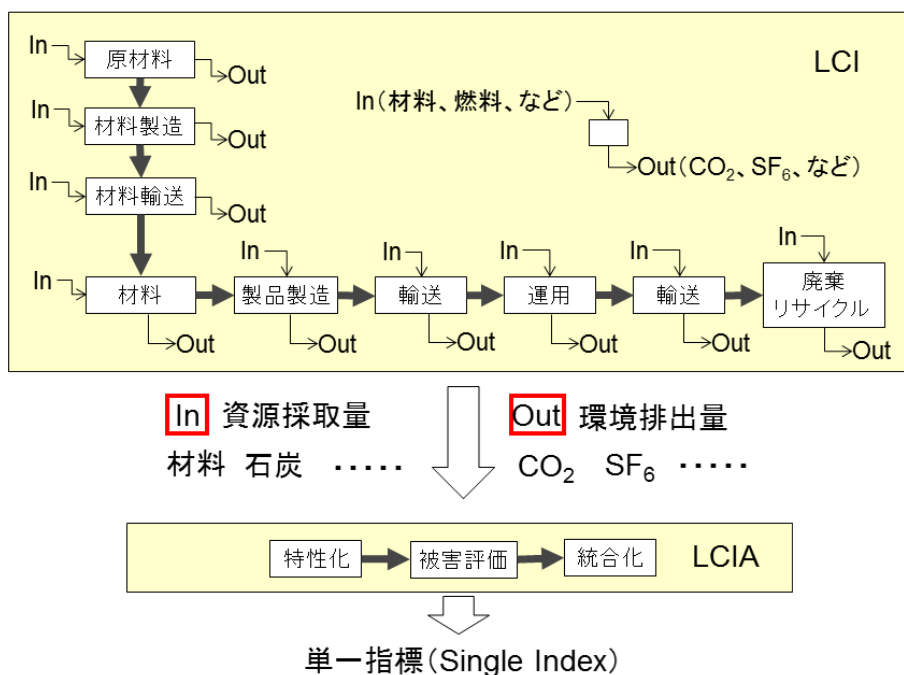 LCI
In
原材料
Out
In
材料製造
Out
In
材料輸送
Out
In(材料、燃料、など)
Out(CO₂、SF₆、など)
In
材料
Out
In
製品製造
Out
In
輸送
Out
In
運用
Out
In
輸送
Out
In
廃棄
リサイクル
Out
In 資源採取量
材料 石炭 ・・・・・
Out 環境排出量
CO₂ SF₆ ・・・・・
特性化
被害評価
統合化
LCIA
単一指標(Single Index)